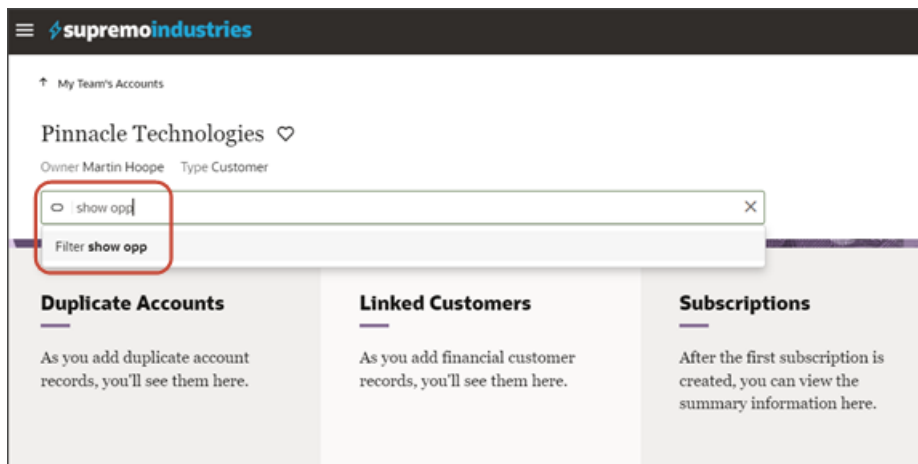 supremoindustries
My Team's Accounts
Pinnacle Technologies
Owner Martin Hoope Type Customer
show opp
Filter show opp
Duplicate Accounts
Linked Customers
Subscriptions
As you add duplicate account
records, you'll see them here.
As you add financial customer
records, you'll see them here.
After the first subscription is
created, you can view the
summary information here.